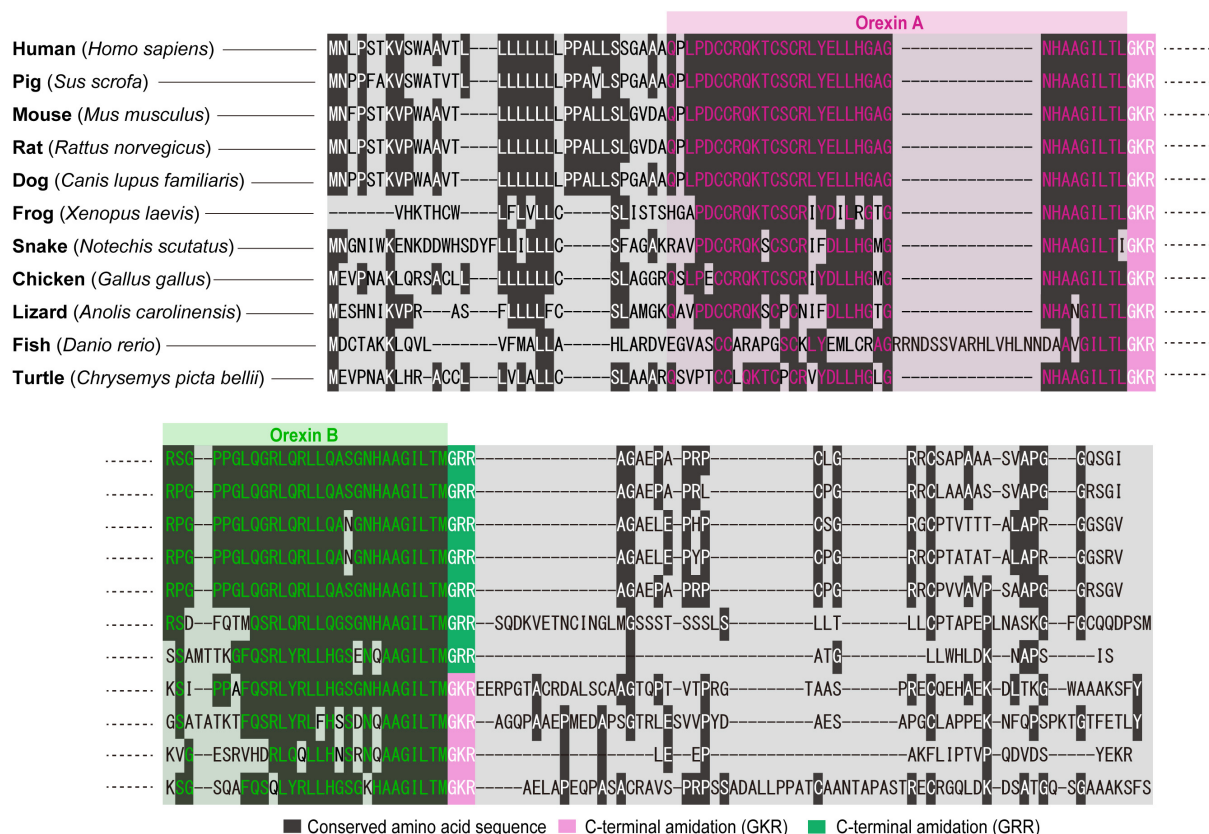 Orexin A
Human (Homo sapiens) MNLPSTKVSWAAVTL---LLLLLLLPPALLSSGAAAQPLPDCCRQKTCSCRLYELLHGAG---------------NHAAGILTLGKR
Pig (Sus scrofa) MNPPFAKVSWATVTL---LLLLLLLPPAVLSPGAAAQPLPDCCRQKTCSCRLYELLHGAG---------------NHAAGILTLGKR
Mouse (Mus musculus) MNFPSTKVPWAAVT----LLLLLLLPPALLSLGVDAQPLPDCCRQKTCSCRLYELLHGAG---------------NHAAGILTLGKR
Rat (Rattus norvegicus) MNLPSTKVPWAAVT----LLLLLLLPPALLSLGVDAQPLPDCCRQKTCSCRLYELLHGAG---------------NHAAGILTLGKR
Dog (Canis lupus familiaris) MNPPSTKVPWAAVT----LLLLLLLPPALLSPGAAAQPLPDCCRQKTCSCRLYELLHGAG---------------NHAAGILTLGKR
Frog (Xenopus laevis) -------VHKTHCW----LFLVLLC-----SLISTSHGAPDCCRQKTCSCRIYDILRGTG---------------NHAAGILTLGKR
Snake (Notechis scutatus) MNGNIWKENKDDWHSDYFLLILLLC-----SFAGAKRAVPDCCRQKSCSCRIFDLLHGMG---------------NHAAGILTIGKR
Chicken (Gallus gallus) MEVPNAKLQRSACLL---LLLLLLC-----SLAGGRQSLPECCRQKTCSCRIYDLLHGMG---------------NHAAGILTLGKR
Lizard (Anolis carolinensis) MESHNIKVPR---AS---FLLLLFC-----SLAMGKQAVPDCCRQKSCPCNIFDLLHGTG---------------NHANGILTLGKR
Fish (Danio rerio) MDCTAKKLQVL-------VFMALLA-----HLARDVEGVASCCARAPGSCKLYEMLCRAGRRNDSSVARHLVHLNNDAAVGILTLGKR
Turtle (Chrysemys picta bellii) MEVPNAKLHR-ACCL---LVLALLC-----SLAAARQSVPTCCLQKTCPCRVYDLLHGLG---------------NHAAGILTLGKR
Orexin B
RSG--PPGLQGRLQRLLQASGNHAAGILTMGRR---------------AGAEPA-PRP-----------CLG-------RRCSAPAAA-SVAPG---GQSGI
RPG--PPGLQGRLQRLLQASGNHAAGILTMGRR---------------AGAEPA-PRL-----------CPG-------RRCLAAAAS-SVAPG---GRSGI
RPG--PPGLQGRLQRLLQANGNHAAGILTMGRR---------------AGAELE-PHP-----------CSG-------RGCPTVTTT-ALAPR---GGSGV
RPG--PPGLQGRLQRLLQANGNHAAGILTMGRR---------------AGAELE-PYP-----------CPG-------RRCPTATAT-ALAPR---GGSRV
RPG--PPGLQGRLQRLLQASGNHAAGILTMGRR---------------AGAEPA-PRP-----------CPG-------RRCPVVAVP-SAAPG---GRSGV
RSD--FQTMQSRLQRLLQGSGNHAAGILTMGRR--SQDKVETNCINGLMGSSST-SSSLS---------LLT-------LLCPTAPEPLNASKG--FGCQQDPSM
SSAMTTKGFQSRLYRLLHGSENQAAGILTMGRR----------------G-------------------ATG---------LLWHLDK--NAPS-----IS
KSI--PPAFQSRLYRLLHGSGNHAAGILTMGKREERPGTACRDALSCAAGTQPT-VTPRG--------TAAS------PRECQEHAEK-DLTKG--WAAAKSFY
GSATATKTFQSRLYRLFHSSDNQAAGILTMGKR---AGQPAAEPMEDAPSGTRLESVVPYD--------AES------APGCLAPPEK-NFQPSPKTGTFETLY
KVG--ESRVHDRLQQLLHNSRNQAAGILTMGKR------------------LE--EP------------------AKFLIPTVP-QDVDS-----YEKR
KSG--SQAFQSQLYRLLHGSGKHAAGILTMGKR----AELAPEQPASACRAVS-PRPSSADALLPPATCAANTAPASTRECRGQLDK-DSATGQ-SGAAAKSFS
Conserved amino acid sequence C-terminal amidation (GKR) C-terminal amidation (GRR)